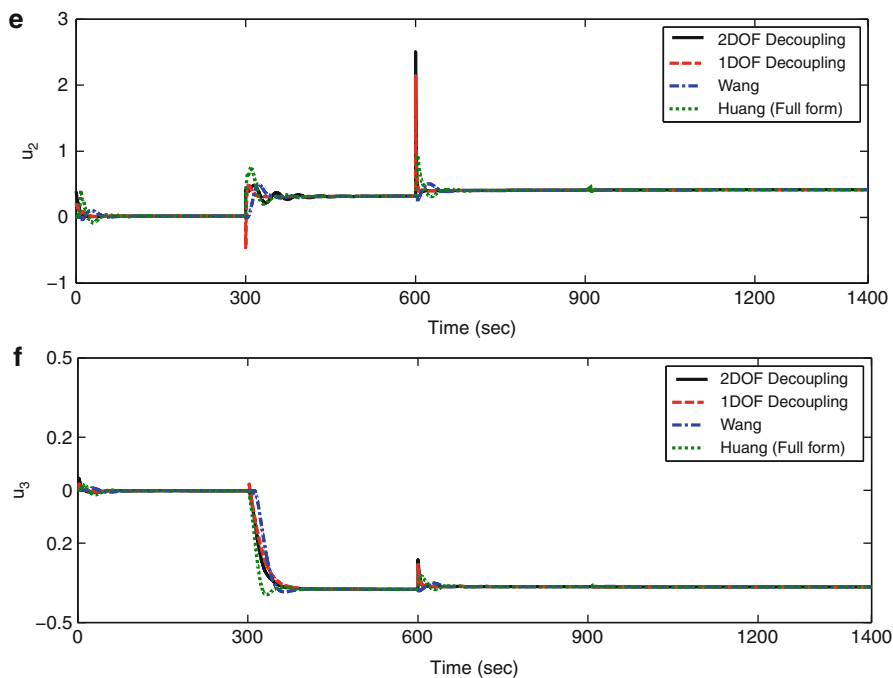 e
3
2
1
0
−1
u2
2DOF Decoupling
1DOF Decoupling
Wang
Huang (Full form)
0 300 600 900 1200 1400
Time (sec)
f
0.5
0.2
0
0.2
−0.5
u3
2DOF Decoupling
1DOF Decoupling
Wang
Huang (Full form)
0 300 600 900 1200 1400
Time (sec)